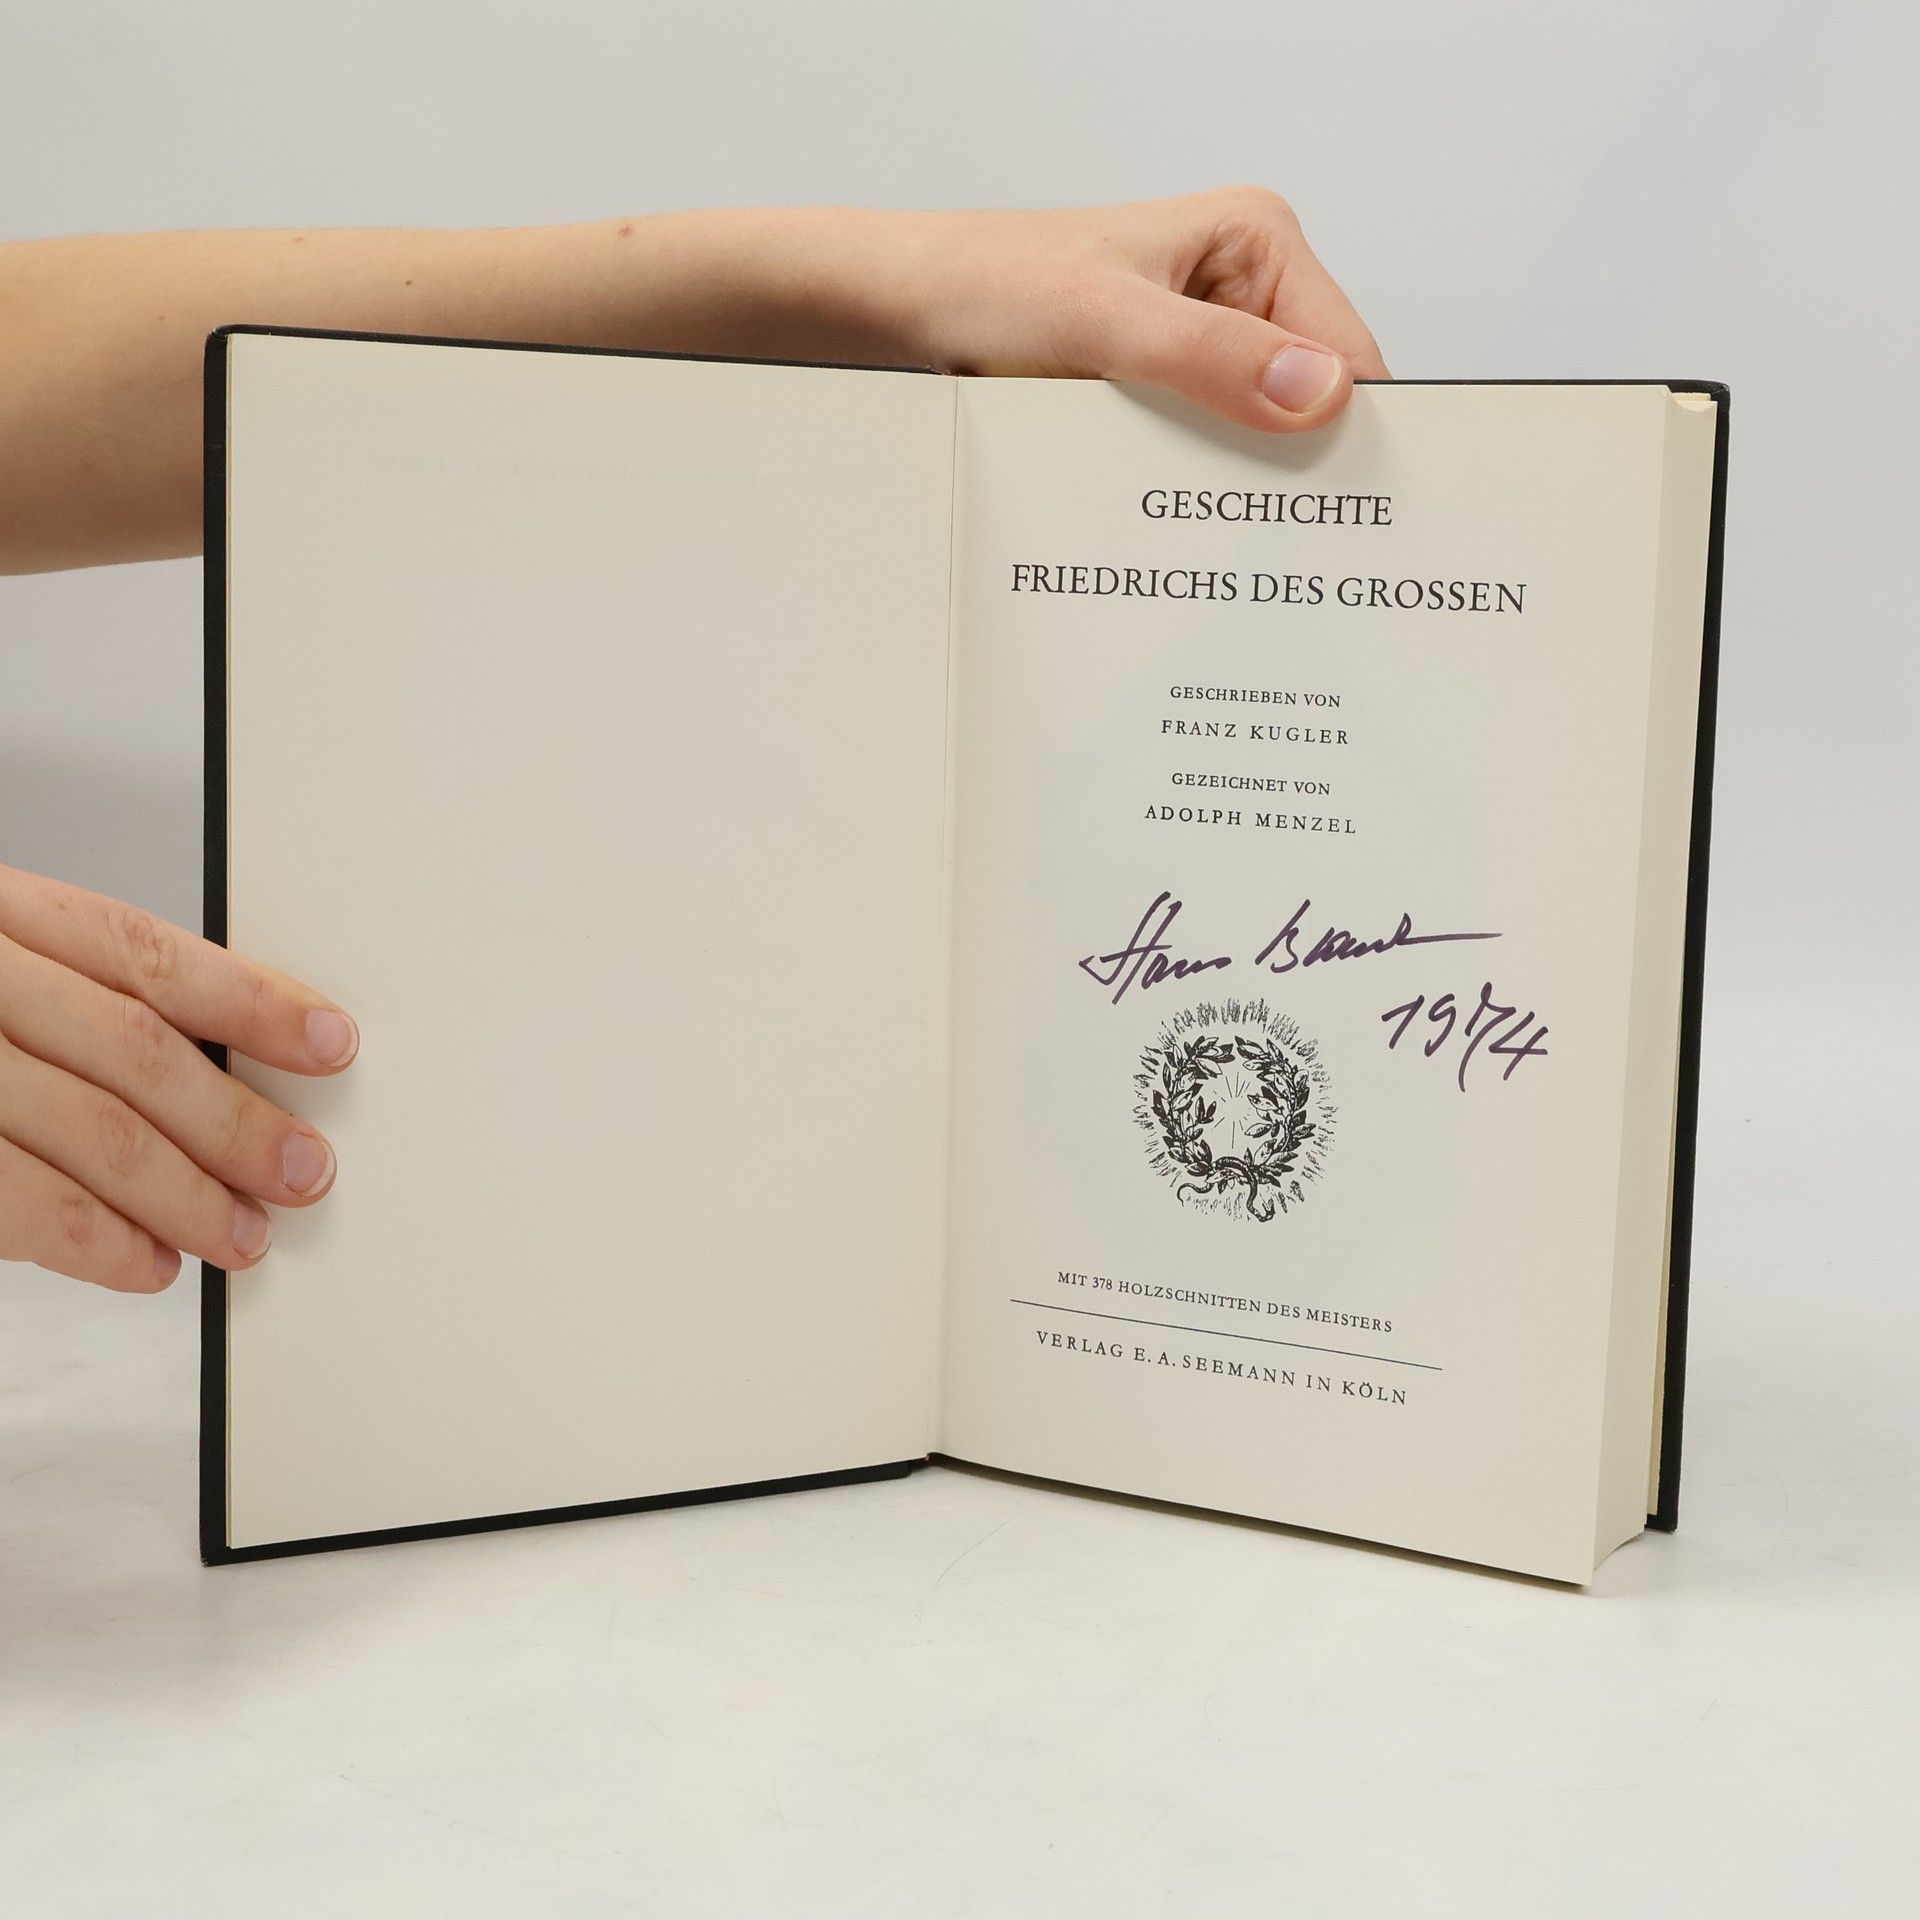 GESCHICHTE
FRIEDRICHS DES GROSSEN
GESCHRIEBEN VON
FRANZ KUGLER
GEZEICHNET VON
ADOLPH MENZEL
Hans
1974
MIT 378 HOLZSCHNITTEN DES MEISTERS
VERLAG E. A. SEEMANN IN KÖLN